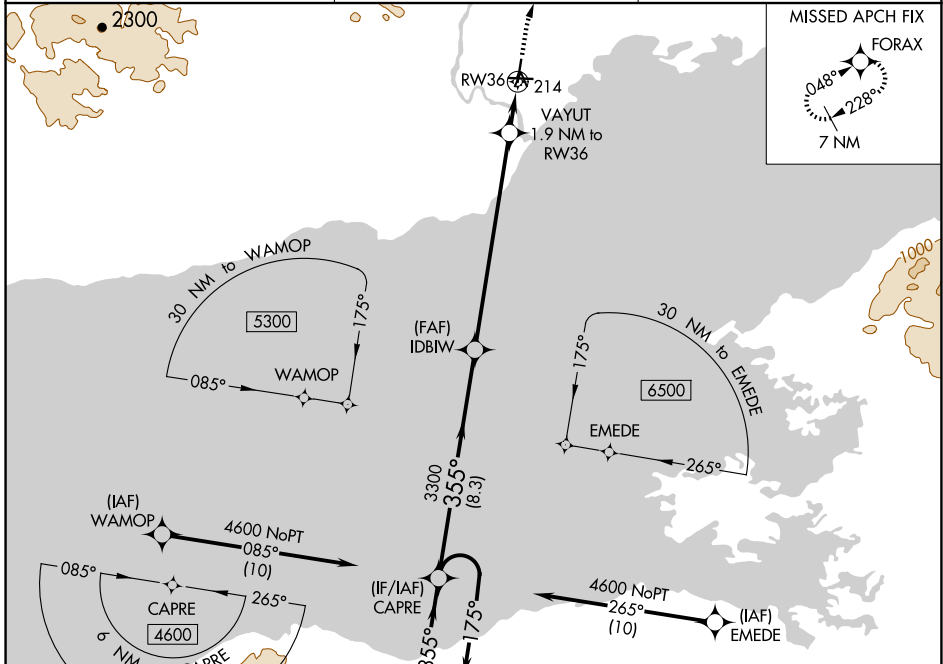 2300
MISSED APCH FIX
FORAX
048°
228°
7 NM
RW36
214
VAYUT
1.9 NM to
RW36
1000
30 NM to WAMOP
5300
175°
085°
WAMOP
(FAF)
IDBIW
30 NM to EMEDE
6500
175°
EMEDE
265°
3300
355°
(8.3)
(IAF)
WAMOP
4600 NoPT
085°
(10)
(IF/IAF)
CAPRE
4600 NoPT
265°
(10)
(IAF)
EMEDE
085°
265°
CAPRE
4600
355°
175°